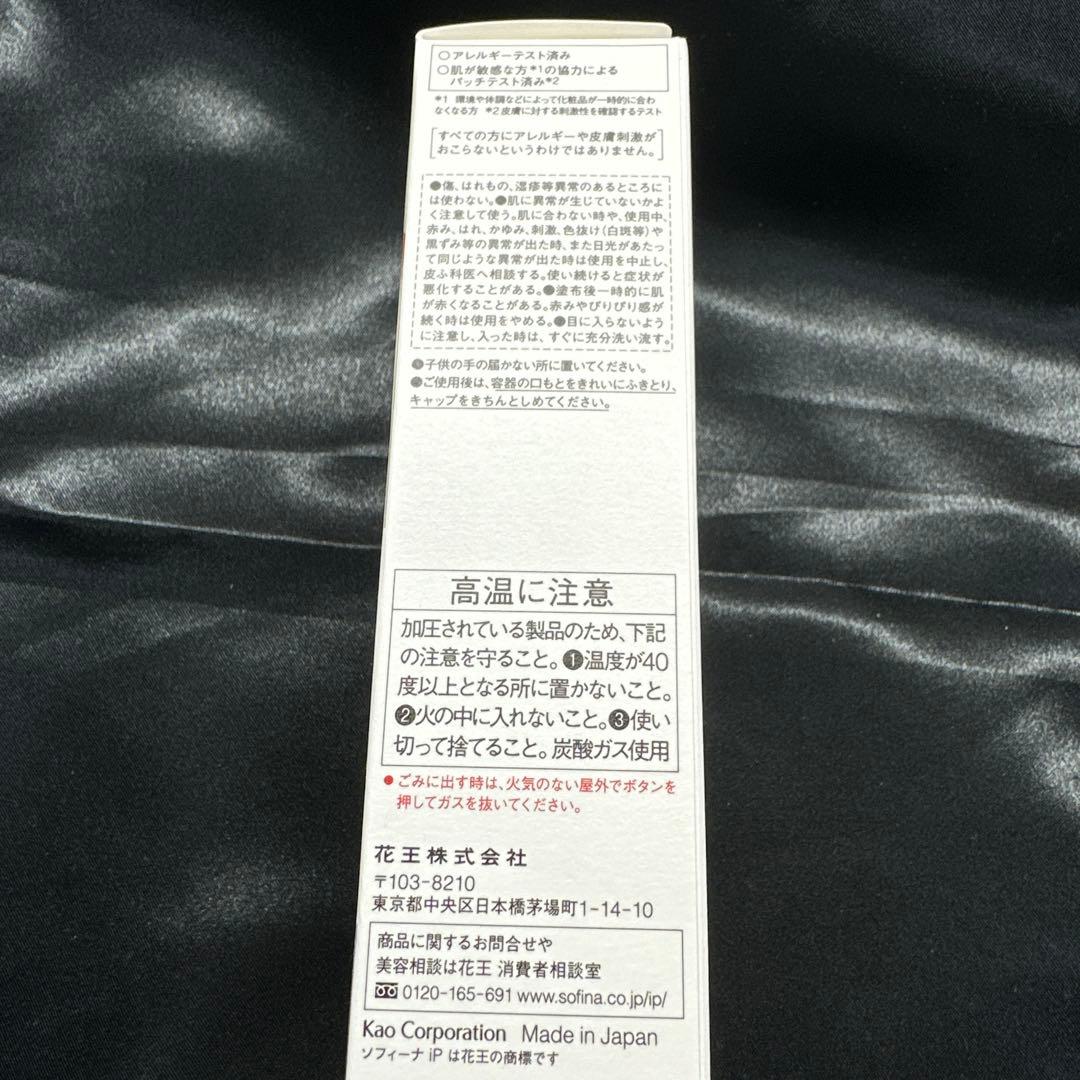 ○アレルギーテスト済み
○肌が敏感な方*1の協力による
パッチテスト済み*2
*1 環境や体調などによって化粧品が一時的に合わ
なくなる方 *2 皮膚に対する刺激性を確認するテスト
[すべての方にアレルギーや皮膚刺激が
おこらないというわけではありません。]
●傷、はれもの、湿疹等異常のあるところに
は使わない。●肌に異常が生じていないかよ
く注意して使う。肌に合わない時や、使用中、
赤み、はれ、かゆみ、刺激、色抜け(白斑等)や
黒ずみ等の異常が出た時、また日光があたっ
て同じような異常が出た時は使用を中止し、
皮ふ科医へ相談する。使い続けると症状が
悪化することがある。●塗布後一時的に肌
が赤くなることがある。赤みやぴりぴり感が
続く時は使用をやめる。●目に入らないよう
に注意し、入った時は、すぐに充分洗い流す。
●子供の手の届かない所に置いてください。
●ご使用後は、容器の口もとをきれいにふきとり、
キャップをきちんとしめてください。
高温に注意
加圧されている製品のため、下記
の注意を守ること。❶温度が40
度以上となる所に置かないこと。
❷火の中に入れないこと。❸使い
切って捨てること。炭酸ガス使用
●ごみに出す時は、火気のない屋外でボタンを
押してガスを抜いてください。
花王株式会社
〒103-8210
東京都中央区日本橋茅場町1-14-10
商品に関するお問合せや
美容相談は花王 消費者相談室
0120-165-691 www.sofina.co.jp/ip/
Kao Corporation Made in Japan
ソフィーナ iP は花王の商標です